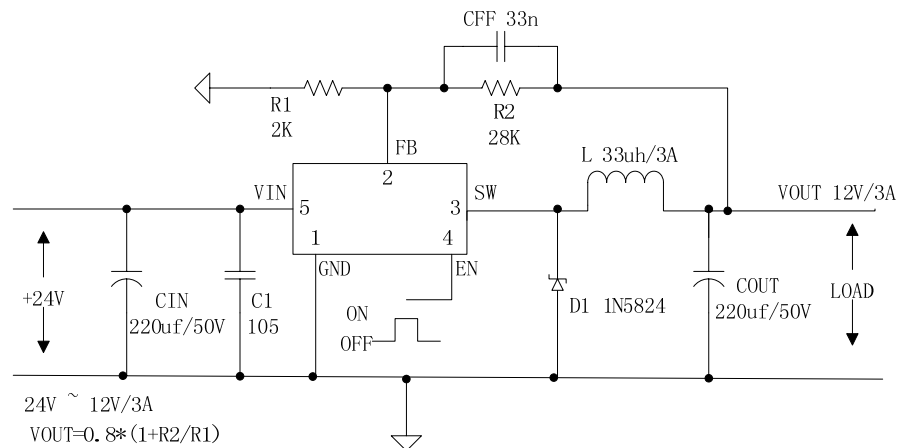 CFF 33n
R1
2K
R2
28K
FB
2
L 33uh/3A
VIN
SW
VOUT 12V/3A
5
3
1
4
GND
EN
+24V
CIN
220uf/50V
C1
105
ON
OFF
D1 1N5824
COUT
220uf/50V
LOAD
24V ~ 12V/3A
VOUT=0.8*(1+R2/R1)